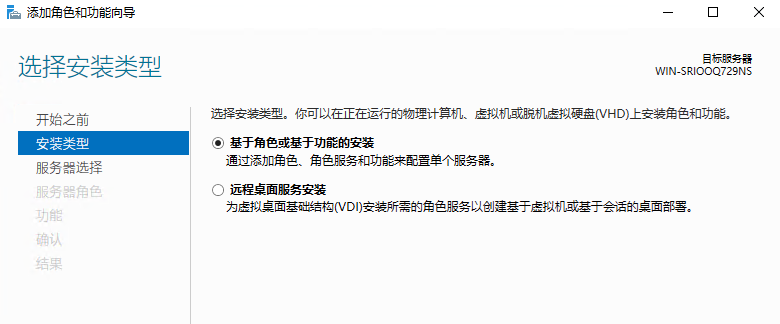 添加角色和功能向导
选择安装类型
目标服务器
WIN-SRIOOQ729NS
开始之前
安装类型
服务器选择
服务器角色
功能
确认
结果
选择安装类型。你可以在正在运行的物理计算机、虚拟机或脱机虚拟硬盘(VHD)上安装角色和功能。
基于角色或基于功能的安装
通过添加角色、角色服务和功能来配置单个服务器。
远程桌面服务安装
为虚拟桌面基础结构(VDI)安装所需的角色服务以创建基于虚拟机或基于会话的桌面部署。